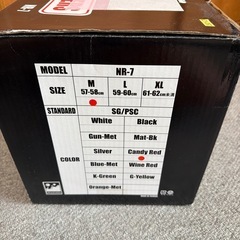 MODEL NR-7
SIZE M 57-58cm L 59-60cm XL 61-62cm
STANDARD SG/PSC
COLOR White Black
Gun-Met Mat-Bk
Silver Candy Red
Blue-Met Wine Red
K-Green G-Yellow
Orange-Met